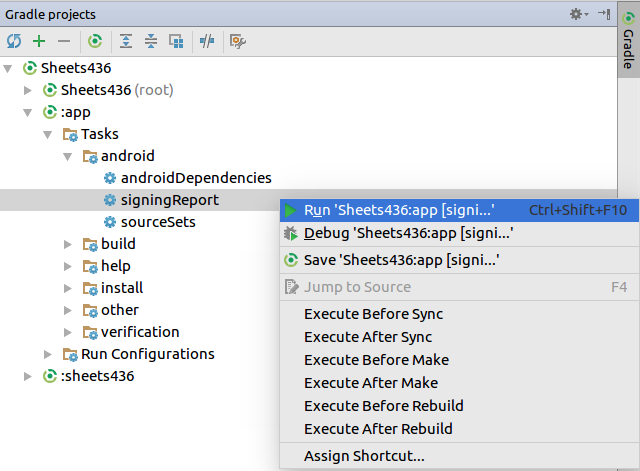 Gradle projects
Gradle
Sheets436
Sheets436 (root)
:app
Tasks
android
androidDependencies
signingReport
sourceSets
build
help
install
other
verification
Run Configurations
:sheets436
Run 'Sheets436:app [signi...' Ctrl+Shift+F10
Debug 'Sheets436:app [signi...'
Save 'Sheets436:app [signi...'
Jump to Source F4
Execute Before Sync
Execute After Sync
Execute Before Make
Execute After Make
Execute Before Rebuild
Execute After Rebuild
Assign Shortcut...